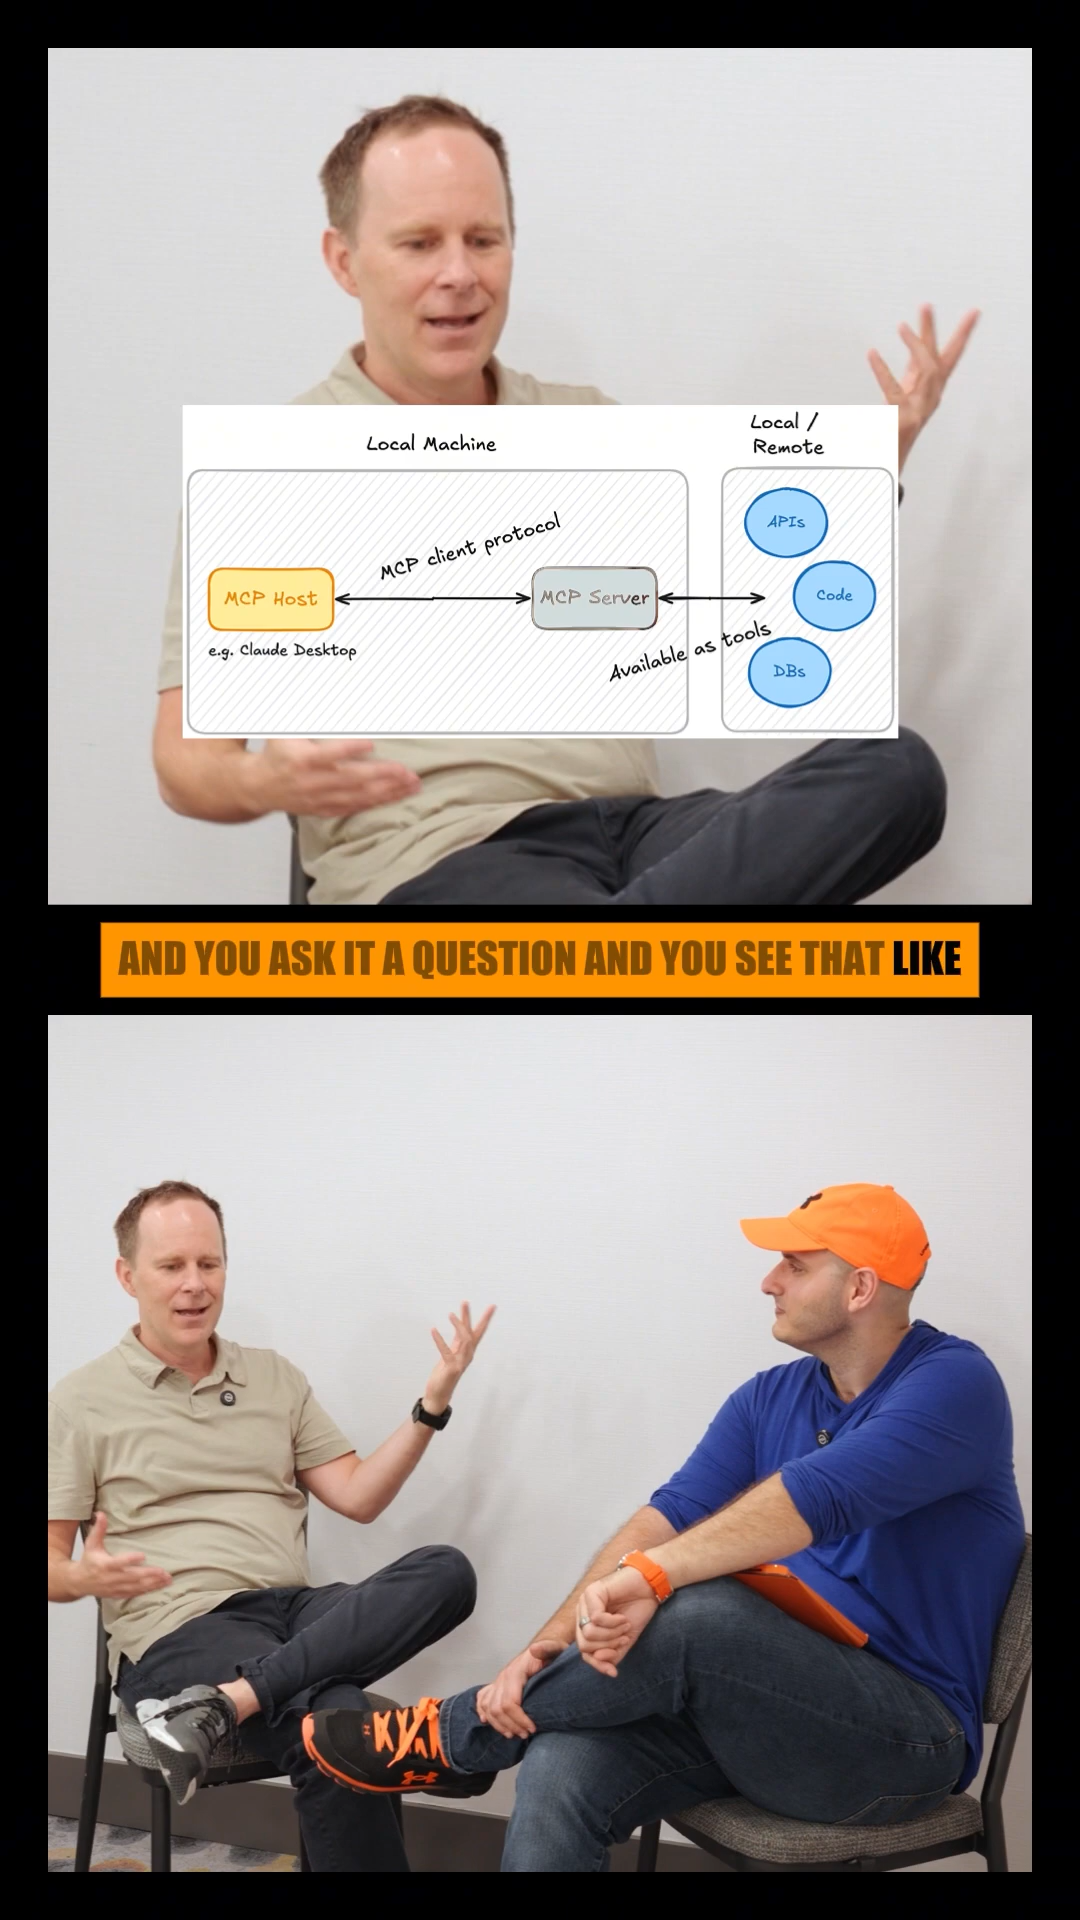 Local Machine
Local /
Remote
MCP client protocol
APIs
MCP Host
MCP Server
Code
e.g. Claude Desktop
Available as tools
DBs
AND YOU ASK IT A QUESTION AND YOU SEE THAT LIKE